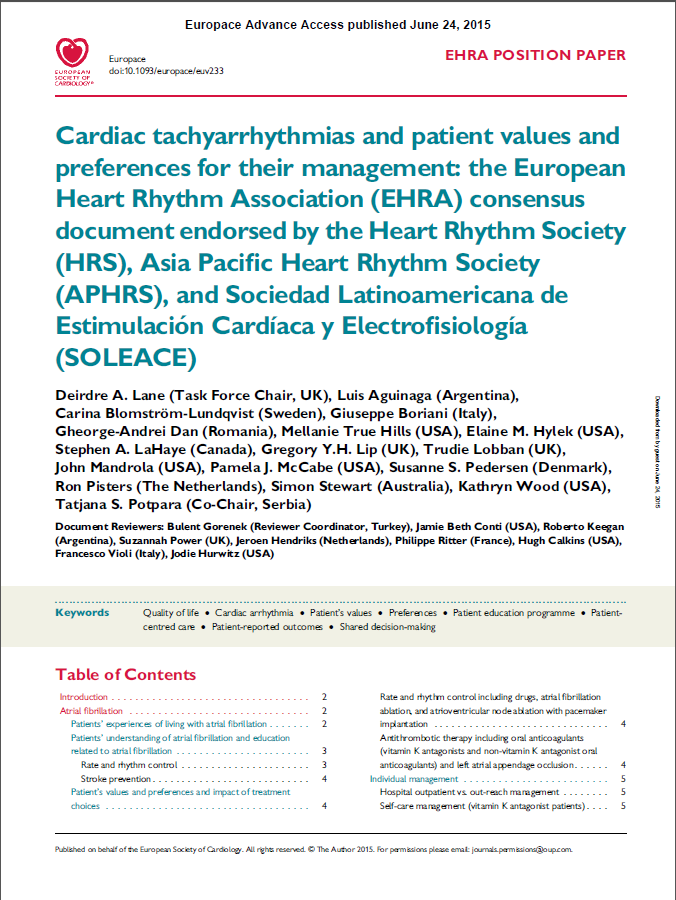 Europace Advance Access published June 24, 2015
EUROPEAN
SOCIETY OF
CARDIOLOGY®
Europace
doi:10.1093/europace/euv233
EHRA POSITION PAPER
Cardiac tachyarrhythmias and patient values and
preferences for their management: the European
Heart Rhythm Association (EHRA) consensus
document endorsed by the Heart Rhythm Society
(HRS), Asia Pacific Heart Rhythm Society
(APHRS), and Sociedad Latinoamericana de
Estimulación Cardíaca y Electrofisiología
(SOLEACE)
Deirdre A. Lane (Task Force Chair, UK), Luis Aguinaga (Argentina),
Carina Blomström-Lundqvist (Sweden), Giuseppe Boriani (Italy),
Gheorge-Andrei Dan (Romania), Mellanie True Hills (USA), Elaine M. Hylek (USA),
Stephen A. LaHaye (Canada), Gregory Y.H. Lip (UK), Trudie Lobban (UK),
John Mandrola (USA), Pamela J. McCabe (USA), Susanne S. Pedersen (Denmark),
Ron Pisters (The Netherlands), Simon Stewart (Australia), Kathryn Wood (USA),
Tatjana S. Potpara (Co-Chair, Serbia)
Document Reviewers: Bulent Gorenek (Reviewer Coordinator, Turkey), Jamie Beth Conti (USA), Roberto Keegan
(Argentina), Suzannah Power (UK), Jeroen Hendriks (Netherlands), Philippe Ritter (France), Hugh Calkins (USA),
Francesco Violi (Italy), Jodie Hurwitz (USA)
Keywords Quality of life • Cardiac arrhythmia • Patient's values • Preferences • Patient education programme • Patient-
centred care • Patient-reported outcomes • Shared decision-making
Table of Contents
Introduction . . . . . . . . . . . . . . . . . . . . . . . . . . . . . . . . . . 2
Atrial fibrillation . . . . . . . . . . . . . . . . . . . . . . . . . . . . . . . 2
Patients' experiences of living with atrial fibrillation . . . . . . . 2
Patients' understanding of atrial fibrillation and education
related to atrial fibrillation . . . . . . . . . . . . . . . . . . . . . . . 3
Rate and rhythm control . . . . . . . . . . . . . . . . . . . . . . 3
Stroke prevention . . . . . . . . . . . . . . . . . . . . . . . . . . . 4
Patient's values and preferences and impact of treatment
choices . . . . . . . . . . . . . . . . . . . . . . . . . . . . . . . . . . . 4
Rate and rhythm control including drugs, atrial fibrillation
ablation, and atrioventricular node ablation with pacemaker
implantation . . . . . . . . . . . . . . . . . . . . . . . . . . . . . . 4
Antithrombotic therapy including oral anticoagulants
(vitamin K antagonists and non-vitamin K antagonist oral
anticoagulants) and left atrial appendage occlusion . . . . . . 4
Individual management . . . . . . . . . . . . . . . . . . . . . . . . . . 5
Hospital outpatient vs. out-reach management . . . . . . . . 5
Self-care management (vitamin K antagonist patients) . . . . 5
Published on behalf of the European Society of Cardiology. All rights reserved. © The Author 2015. For permissions please email: journals.permissions@oup.com.
Downloaded from by guest on June 24, 2015